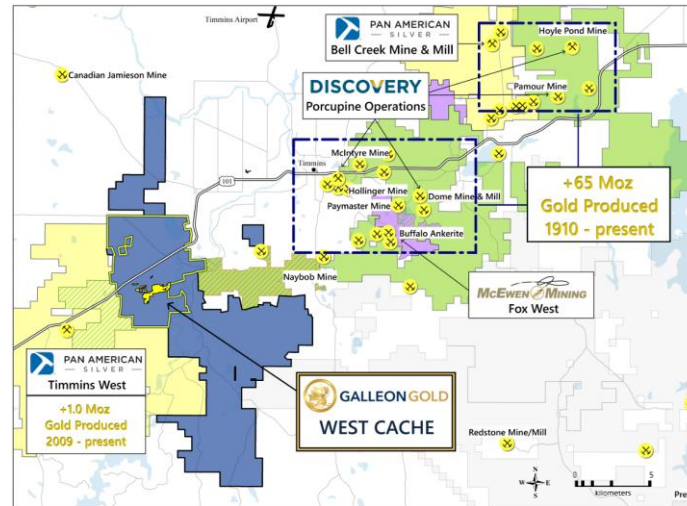 Timmins Airport
PAN AMERICAN
SILVER
Bell Creek Mine & Mill
Hoyle Pond Mine
Canadian Jamieson Mine
DISCOVERY
Porcupine Operations
Pamour Mine
Timmins
McIntyre Mine
101
Hollinger Mine
Dome Mine & Mill
Paymaster Mine
+65 Moz
Gold Produced
1910 - present
Buffalo Ankerite
Naybob Mine
McEWEN MINING
Fox West
PAN AMERICAN
SILVER
Timmins West
+1.0 Moz
Gold Produced
2009 - present
GALLEON GOLD
WEST CACHE
Redstone Mine/Mill
N
W E
S
0 5
kilometers
Pre